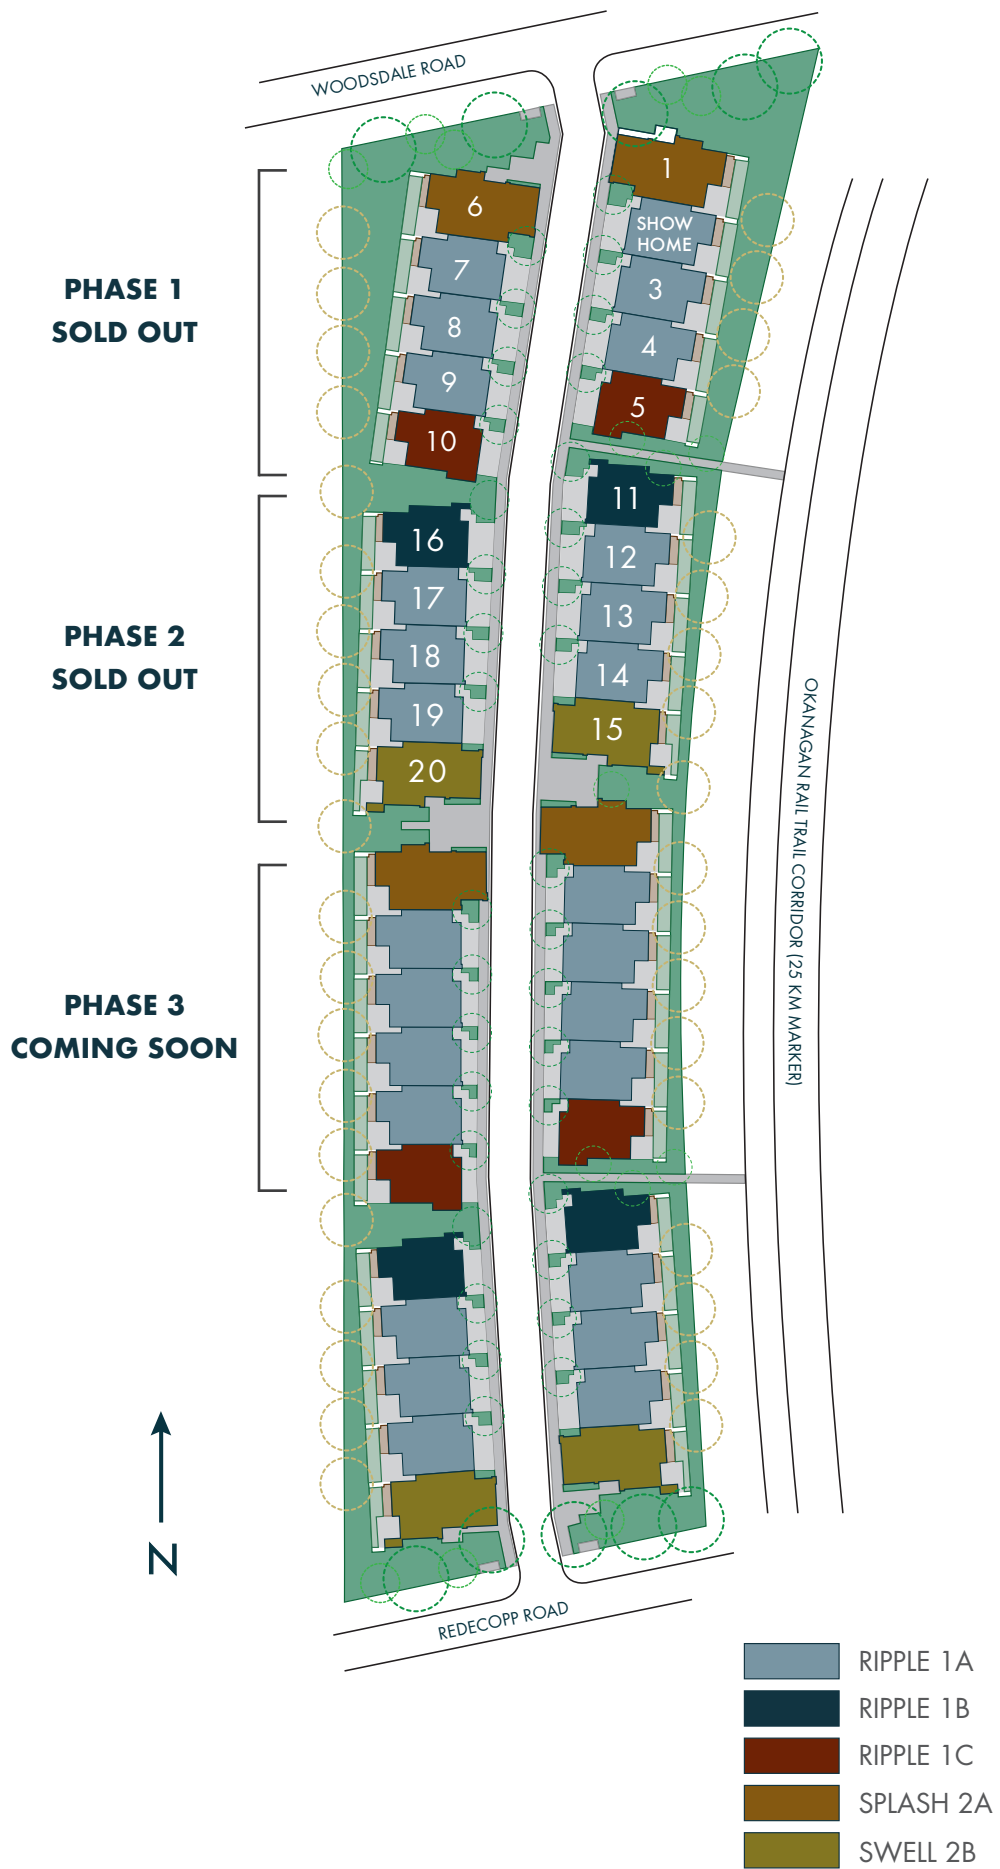 WOODSDALE ROAD
PHASE 1
SOLD OUT
6
7
8
9
10
1
SHOW
HOME
3
4
5
PHASE 2
SOLD OUT
16
17
18
19
20
11
12
13
14
15
PHASE 3
COMING SOON
OKANAGAN RAIL TRAIL CORRIDOR (25 KM MARKER)
N
REDECOPP ROAD
RIPPLE 1A
RIPPLE 1B
RIPPLE 1C
SPLASH 2A
SWELL 2B